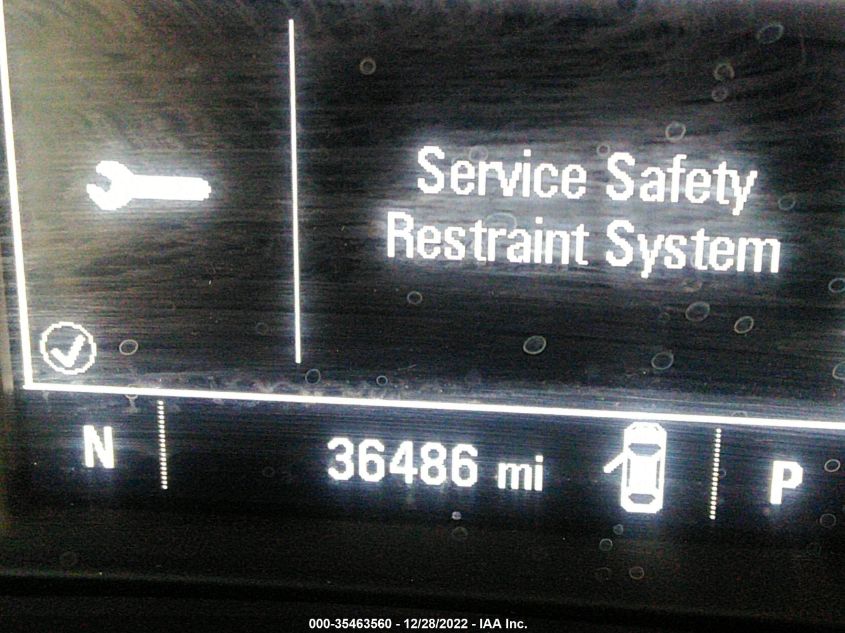 Service Safety
Restraint System
N 36486 mi P
000-35463560 - 12/28/2022 - IAA Inc.